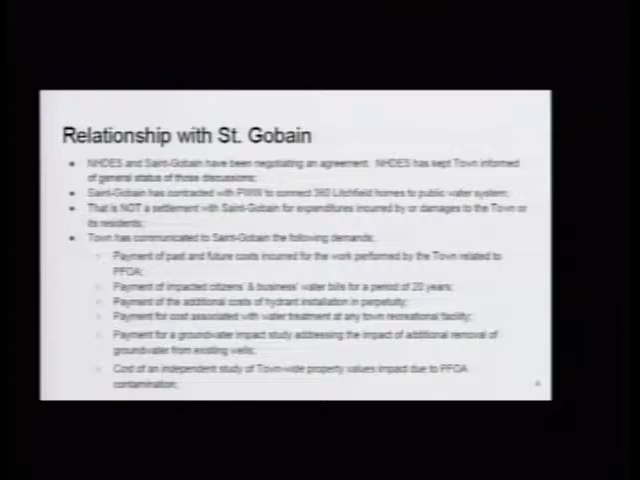 Relationship with St. Gobain
● NHDES and Saint-Gobain have been negotiating an agreement. NHDES has kept Town informed
of general status of those discussions;
● Saint-Gobain has contracted with PWW to connect 360 Litchfield homes to public water system;
● That is NOT a settlement with Saint-Gobain for expenditures incurred by or damages to the Town or
its residents;
● Town has communicated to Saint-Gobain the following demands:
○ Payment of past and future costs incurred for the work performed by the Town related to
PFOA;
○ Payment of impacted citizens' & business' water bills for a period of 20 years;
○ Payment of the additional costs of hydrant installation in perpetuity;
○ Payment for cost associated with water treatment at any town recreational facility;
○ Payment for a groundwater impact study addressing the impact of additional removal of
groundwater from existing wells;
○ Cost of an independent study of Town-wide property values impact due to PFOA
contamination;